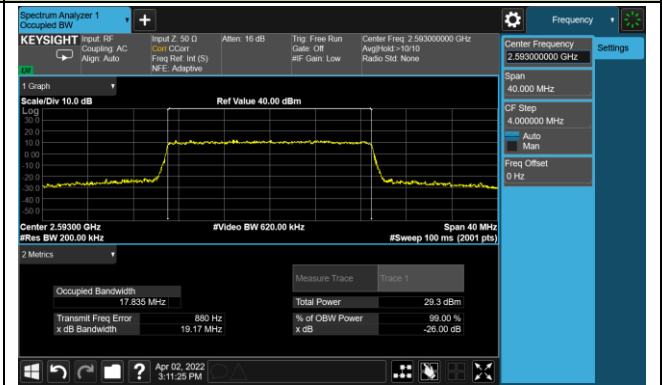 Spectrum Analyzer 1
Occupied BW
+
Frequency
KEYSIGHT
Input: RF
Coupling: AC
Align: Auto
Input Z: 50 Ω
Corr CCorr
Freq Ref: Int (S)
NFE: Adaptive
Atten: 16 dB
Trig: Free Run
Gate: Off
#IF Gain: Low
Center Freq: 2.593000000 GHz
Avg|Hold:>10/10
Radio Std: None
Center Frequency
2.593000000 GHz
Settings
Span
40.000 MHz
CF Step
4.000000 MHz
Auto
Man
Freq Offset
0 Hz
1 Graph
Scale/Div 10.0 dB
Ref Value 40.00 dBm
Log
30.0
20.0
10.0
0.00
-10.0
-20.0
-30.0
-40.0
-50.0
Center 2.59300 GHz
#Video BW 620.00 kHz
Span 40 MHz
#Res BW 200.00 kHz
#Sweep 100 ms (2001 pts)
2 Metrics
Measure Trace
Trace 1
Occupied Bandwidth
17.835 MHz
Total Power
29.3 dBm
Transmit Freq Error
880 Hz
% of OBW Power
99.00 %
x dB Bandwidth
19.17 MHz
x dB
-26.00 dB
?
Apr 02, 2022
3:11:25 PM